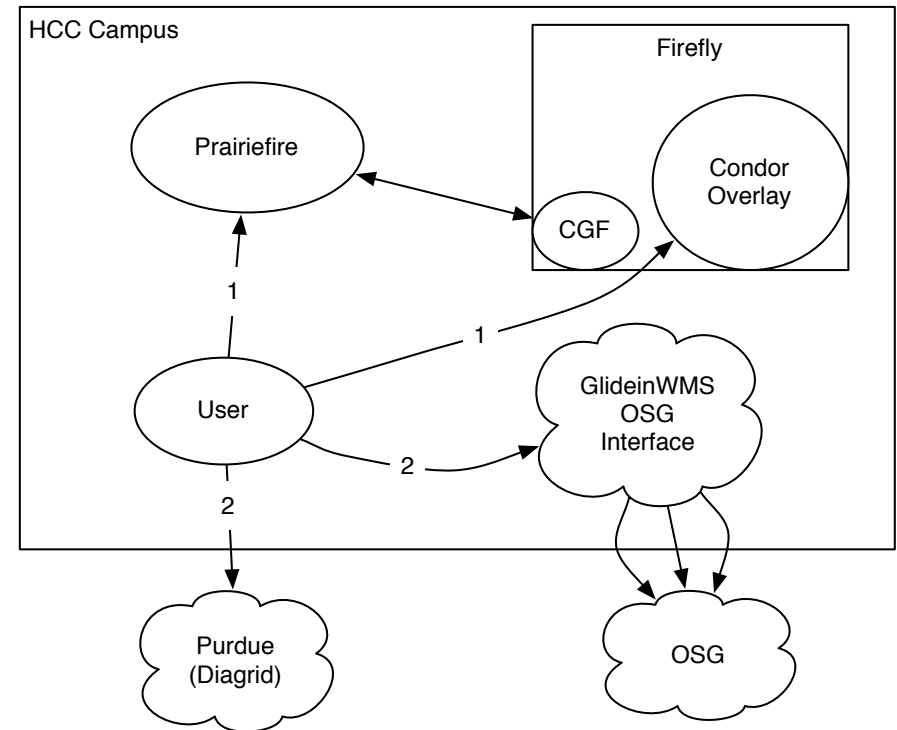 HCC Campus
Firefly
Prairiefire
Condor
Overlay
CGF
1
1
User
GlideinWMS
OSG
Interface
2
2
Purdue
(Diagrid)
OSG